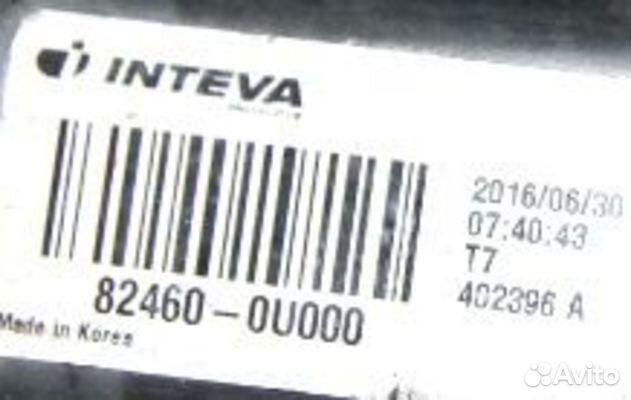 INTEVA
2016/06/30
07:40:43
T7
402396 A
82460-0U000
Made in Korea
Avito